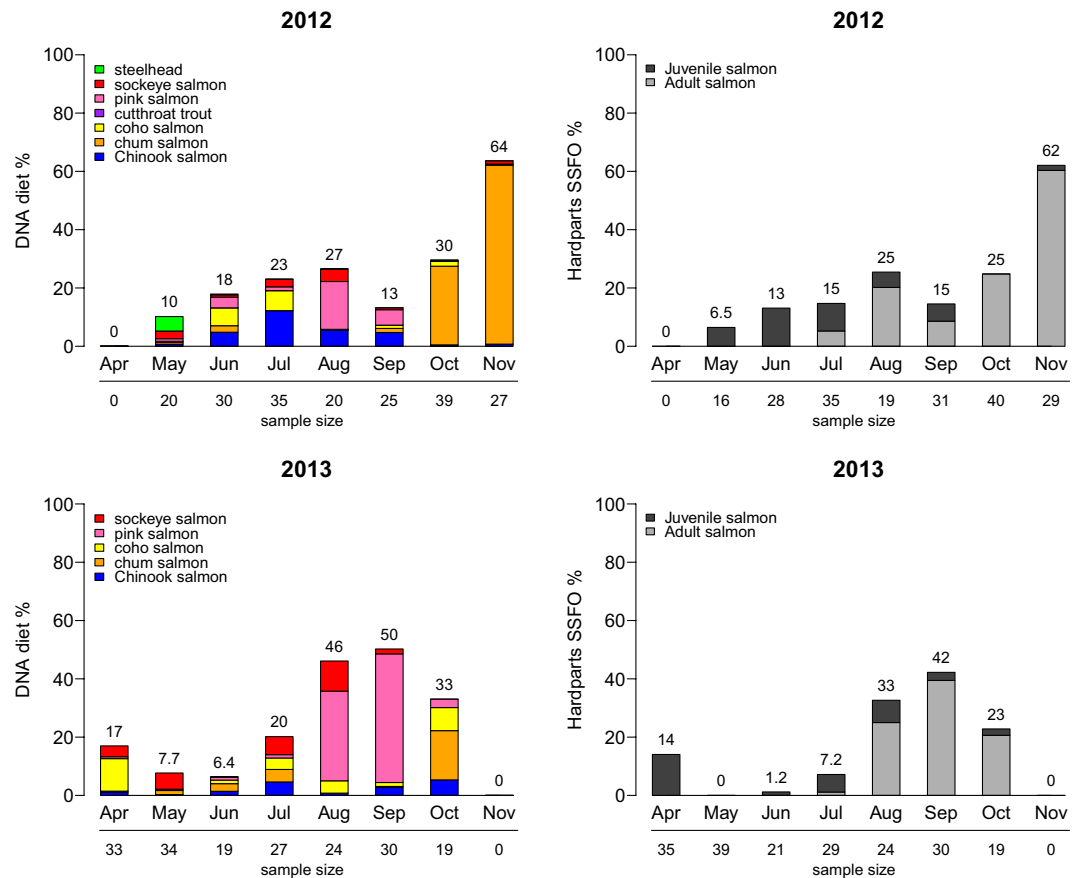 2012
DNA diet %
100
80
60
40
20
0
steelhead
sockeye salmon
pink salmon
cutthroat trout
coho salmon
chum salmon
Chinook salmon
0 10 18 23 27 13 30 64
Apr May Jun Jul Aug Sep Oct Nov
0 20 30 35 20 25 39 27
sample size
2012
Hardparts SSFO %
100
80
60
40
20
0
Juvenile salmon
Adult salmon
0 6.5 13 15 25 15 25 62
Apr May Jun Jul Aug Sep Oct Nov
0 16 28 35 19 31 40 29
sample size
2013
DNA diet %
100
80
60
40
20
0
sockeye salmon
pink salmon
coho salmon
chum salmon
Chinook salmon
17 7.7 6.4 20 46 50 33 0
Apr May Jun Jul Aug Sep Oct Nov
33 34 19 27 24 30 19 0
sample size
2013
Hardparts SSFO %
100
80
60
40
20
0
Juvenile salmon
Adult salmon
14 0 1.2 7.2 33 42 23 0
Apr May Jun Jul Aug Sep Oct Nov
35 39 21 29 24 30 19 0
sample size